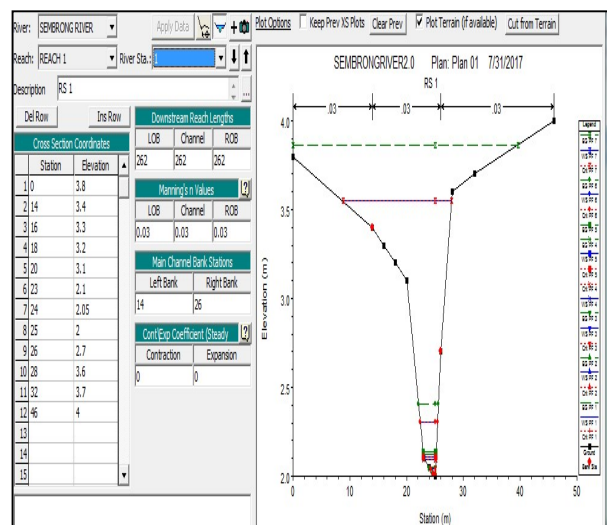 River: SEMBRONG RIVER Apply Data
Reach: REACH 1 River Sta.: 1
Description RS 1 ...
Del Row Ins Row
Cross Section Coordinates
Station Elevation
1 0 3.8
2 14 3.4
3 16 3.3
4 18 3.2
5 20 3.1
6 23 2.1
7 24 2.05
8 25 2
9 26 2.7
10 28 3.6
11 32 3.7
12 46 4
13
14
15
Downstream Reach Lengths
LOB Channel ROB
262 262 262
Manning's n Values
LOB Channel ROB
0.03 0.03 0.03
Main Channel Bank Stations
Left Bank Right Bank
14 26
Cont\Exp Coefficient (Steady
Contraction Expansion
0 0
Plot Options Keep Prev XS Plots Clear Prev Plot Terrain (if available) Cut from Terrain
SEMBRONGRIVER2.0 Plan: Plan 01 7/31/2017
RS 1
.03 .03 .03
4.0
3.5
3.0
2.5
2.0
Elevation (m)
0 10 20 30 40 50
Station (m)
Legend
Ground
Bank Sta